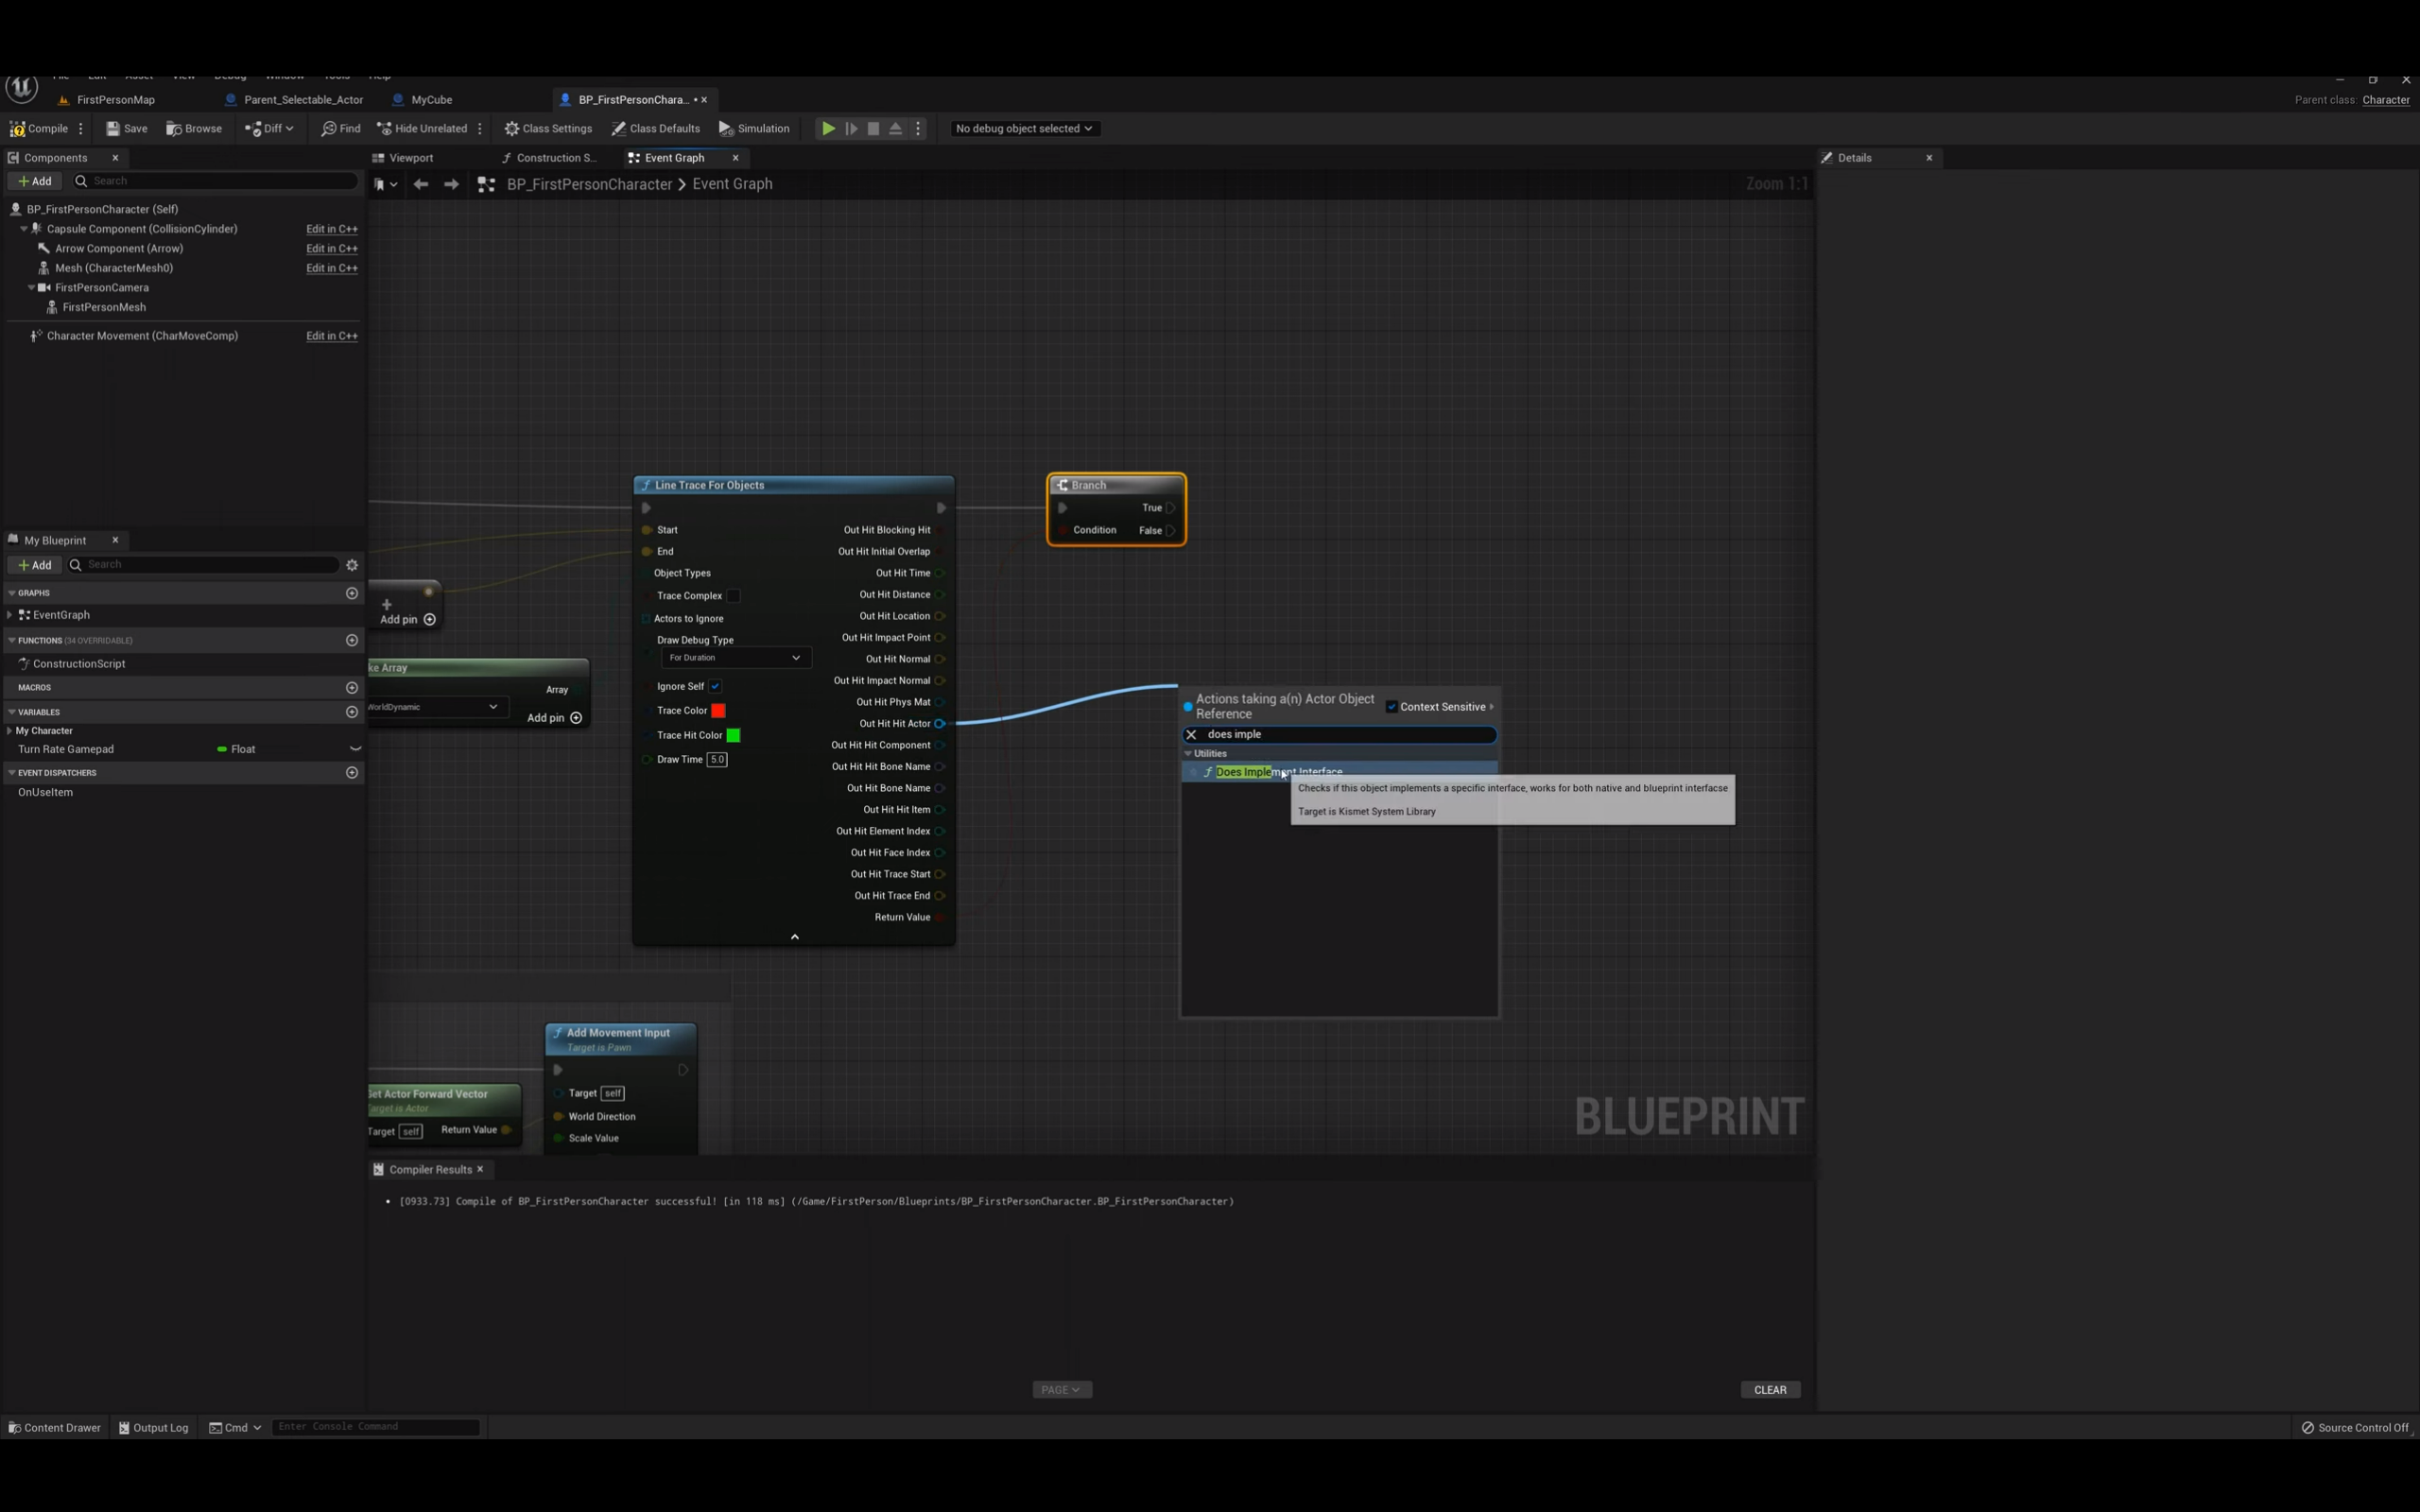 File Edit Asset View Debug Window Tools Help
FirstPersonMap Parent_Selectable_Actor MyCube BP_FirstPersonChara... •
Parent class: Character
Compile Save Browse Diff Find Hide Unrelated Class Settings Class Defaults Simulation No debug object selected
Components
Viewport Construction S... Event Graph
Details
+ Add Search
BP_FirstPersonCharacter > Event Graph
Zoom 1:1
BP_FirstPersonCharacter (Self)
Capsule Component (CollisionCylinder) Edit in C++
Arrow Component (Arrow) Edit in C++
Mesh (CharacterMesh0) Edit in C++
FirstPersonCamera
FirstPersonMesh
Character Movement (CharMoveComp) Edit in C++
My Blueprint
+ Add Search
GRAPHS
EventGraph
FUNCTIONS (34 OVERRIDABLE)
ConstructionScript
MACROS
VARIABLES
My Character
Turn Rate Gamepad Float
EVENT DISPATCHERS
OnUseItem
Add pin
ke Array
Array
WorldDynamic
Add pin
Line Trace For Objects
Start
End
Object Types
Trace Complex
Actors to Ignore
Draw Debug Type
For Duration
Ignore Self
Trace Color
Trace Hit Color
Draw Time 5.0
Out Hit Blocking Hit
Out Hit Initial Overlap
Out Hit Time
Out Hit Distance
Out Hit Location
Out Hit Impact Point
Out Hit Normal
Out Hit Impact Normal
Out Hit Phys Mat
Out Hit Hit Actor
Out Hit Hit Component
Out Hit Hit Bone Name
Out Hit Bone Name
Out Hit Hit Item
Out Hit Element Index
Out Hit Face Index
Out Hit Trace Start
Out Hit Trace End
Return Value
Branch
True
Condition False
Actions taking a(n) Actor Object
Reference
Context Sensitive
does imple
Utilities
Does Implement Interface
Checks if this object implements a specific interface, works for both native and blueprint interfacse
Target is Kismet System Library
Add Movement Input
Target is Pawn
Target self
World Direction
Scale Value
Get Actor Forward Vector
Target is Actor
Target self Return Value
BLUEPRINT
Compiler Results
• [0933.73] Compile of BP_FirstPersonCharacter successful! [in 118 ms] (/Game/FirstPerson/Blueprints/BP_FirstPersonCharacter.BP_FirstPersonCharacter)
PAGE
CLEAR
Content Drawer Output Log Cmd Enter Console Command
Source Control Off